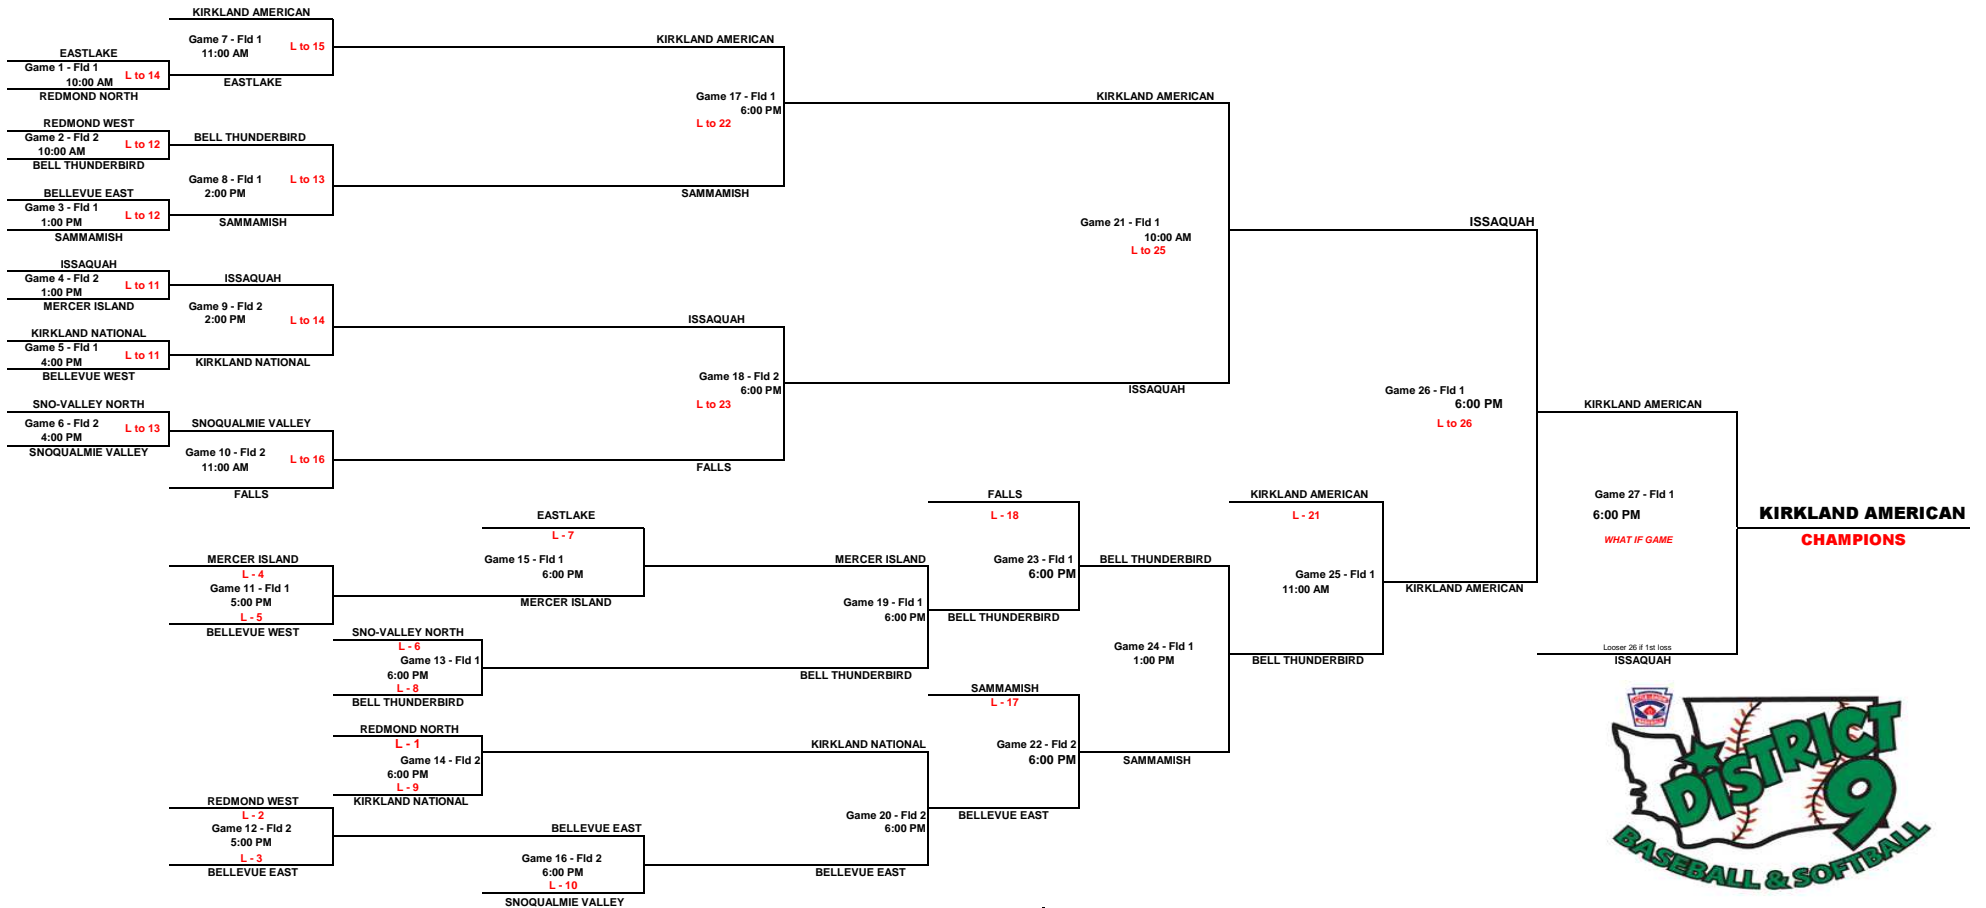 KIRKLAND AMERICAN
Game 7 - Fld 1
11:00 AM
L to 15
EASTLAKE
Game 1 - Fld 1
10:00 AM
L to 14
REDMOND NORTH
EASTLAKE
REDMOND WEST
Game 2 - Fld 2
10:00 AM
L to 12
BELL THUNDERBIRD
BELL THUNDERBIRD
Game 8 - Fld 1
2:00 PM
L to 13
BELLEVUE EAST
Game 3 - Fld 1
1:00 PM
L to 12
SAMMAMISH
SAMMAMISH
ISSAQUAH
Game 4 - Fld 2
1:00 PM
L to 11
MERCER ISLAND
ISSAQUAH
Game 9 - Fld 2
2:00 PM
L to 14
KIRKLAND NATIONAL
Game 5 - Fld 1
4:00 PM
L to 11
BELLEVUE WEST
KIRKLAND NATIONAL
SNO-VALLEY NORTH
Game 6 - Fld 2
4:00 PM
L to 13
SNOQUALMIE VALLEY
SNOQUALMIE VALLEY
Game 10 - Fld 2
11:00 AM
L to 16
FALLS
KIRKLAND AMERICAN
Game 17 - Fld 1
6:00 PM
L to 22
SAMMAMISH
ISSAQUAH
Game 18 - Fld 2
6:00 PM
L to 23
FALLS
KIRKLAND AMERICAN
Game 21 - Fld 1
10:00 AM
L to 25
ISSAQUAH
ISSAQUAH
Game 26 - Fld 1
6:00 PM
L to 26
KIRKLAND AMERICAN
KIRKLAND AMERICAN
Game 27 - Fld 1
6:00 PM
WHAT IF GAME
Looser 26 if 1st loss
ISSAQUAH
KIRKLAND AMERICAN
CHAMPIONS
MERCER ISLAND
L - 4
Game 11 - Fld 1
5:00 PM
L - 5
BELLEVUE WEST
EASTLAKE
L - 7
Game 15 - Fld 1
6:00 PM
MERCER ISLAND
SNO-VALLEY NORTH
L - 6
Game 13 - Fld 1
6:00 PM
L - 8
BELL THUNDERBIRD
MERCER ISLAND
Game 19 - Fld 1
6:00 PM
BELL THUNDERBIRD
FALLS
L - 18
Game 23 - Fld 1
6:00 PM
BELL THUNDERBIRD
BELL THUNDERBIRD
Game 24 - Fld 1
1:00 PM
SAMMAMISH
KIRKLAND AMERICAN
L - 21
Game 25 - Fld 1
11:00 AM
BELL THUNDERBIRD
REDMOND NORTH
L - 1
Game 14 - Fld 2
6:00 PM
L - 9
KIRKLAND NATIONAL
REDMOND WEST
L - 2
Game 12 - Fld 2
5:00 PM
L - 3
BELLEVUE EAST
BELLEVUE EAST
Game 16 - Fld 2
6:00 PM
L - 10
SNOQUALMIE VALLEY
KIRKLAND NATIONAL
Game 20 - Fld 2
6:00 PM
BELLEVUE EAST
SAMMAMISH
L - 17
Game 22 - Fld 2
6:00 PM
BELLEVUE EAST
DISTRICT
9
BASEBALL & SOFTBALL